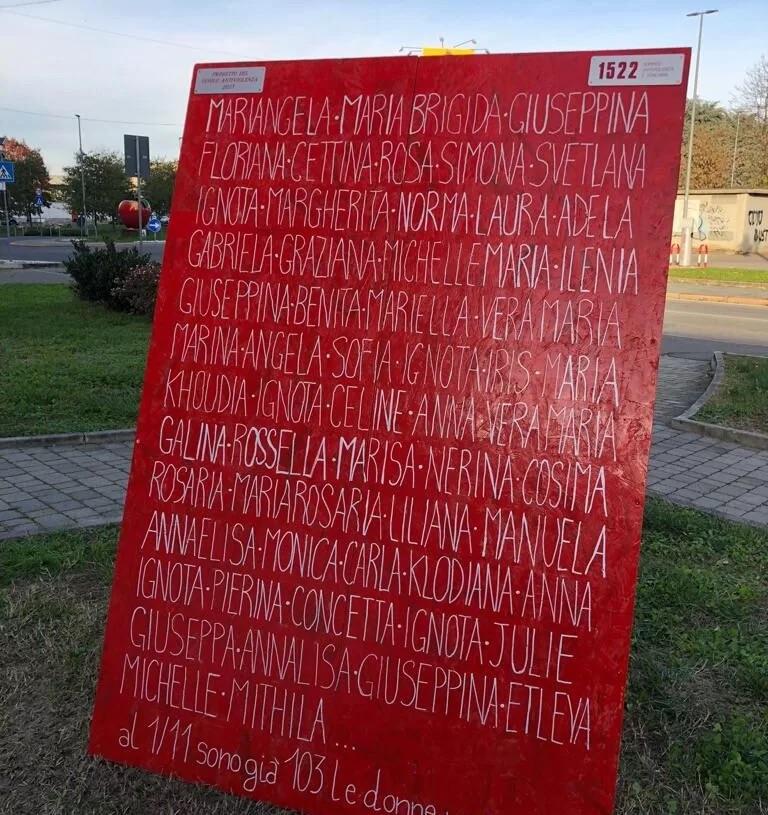 PROGETTO DEL
1522
MARIANGELA·MARIA BRIGIDA·GIUSEPPINA
FLORIANA·CETTINA·ROSA·SIMONA·SVETLANA
IGNOTA·MARGHERITA·NORMA·LAURA·ADELA
GABRIELA·GRAZIANA·MICHELLE MARIA·ILENIA
GIUSEPPINA·BENITA·MARIELLA·VERA MARIA
MARINA·ANGELA·SOFIA·IGNOTA·IRIS·MARIA
KHOUDIA·IGNOTA·CELINE·ANNA·VERA MARIA
GALINA·ROSSELLA·MARISA·NERINA·COSIMA
ROSARIA·MARIAROSARIA·LILIANA·MANUELA
ANNAELISA·MONICA·CARLA·KLODIANA·ANNA
IGNOTA·PIERINA·CONCETTA·IGNOTA·JULIE
GIUSEPPA·ANNALISA·GIUSEPPINA·ETLEVA
MICHELLE·MITHILA...
al 1/11 sono già 103 le donne